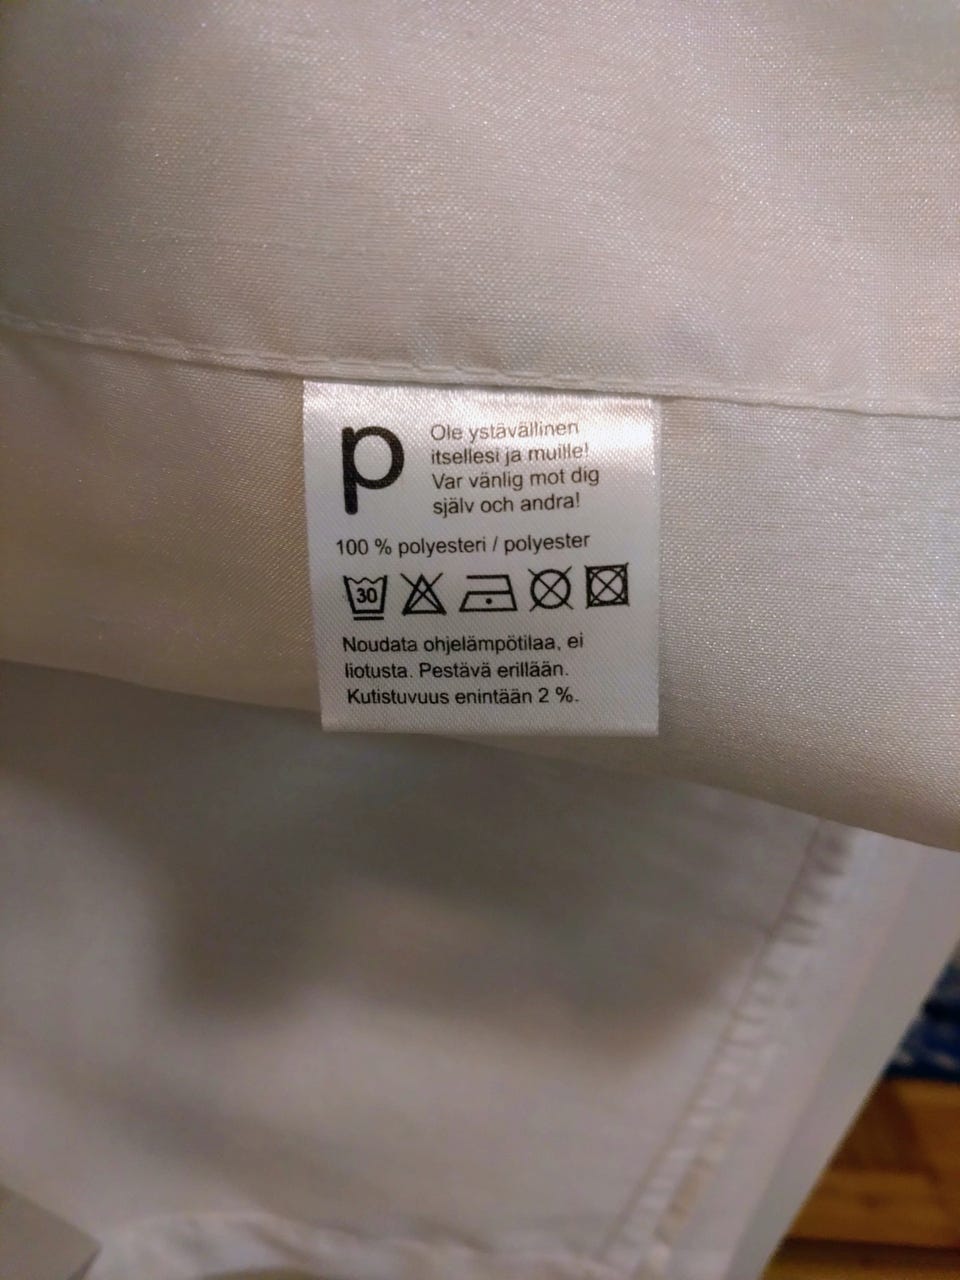 p
Ole ystävällinen
itsellesi ja muille!
Var vänlig mot dig
själv och andra!
100 % polyesteri / polyester
30
Noudata ohjelämpötilaa, ei
liotusta. Pestävä erillään.
Kutistuvuus enintään 2 %.